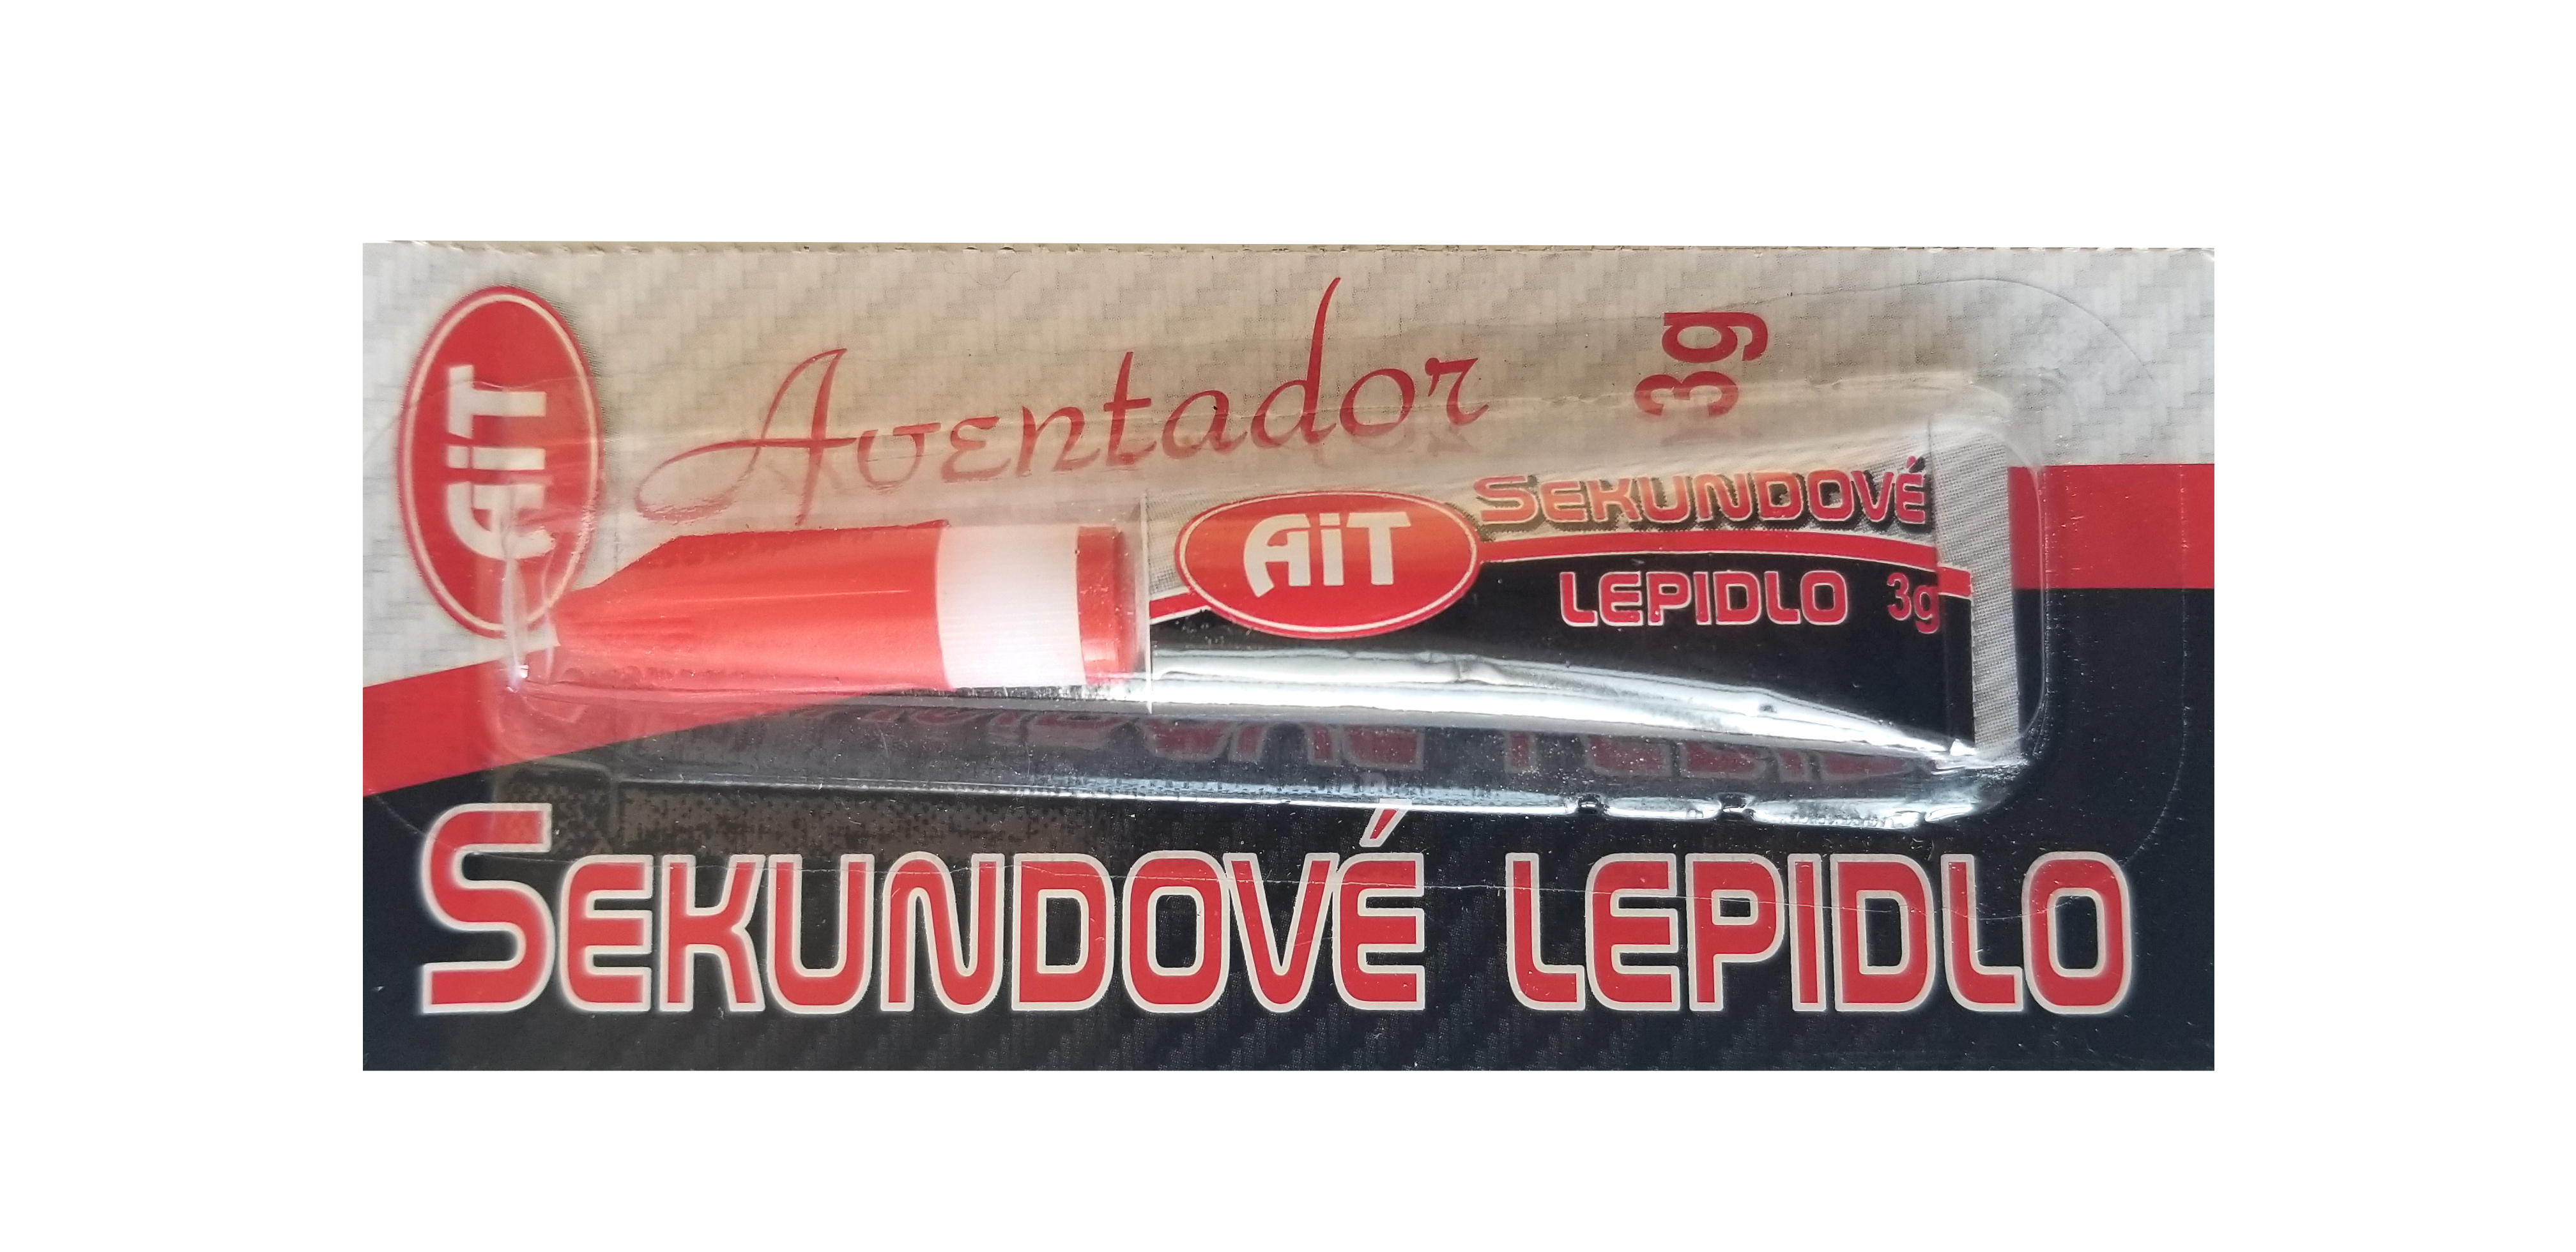 AiT
Aventador
3g
AiT
SEKUNDOVÉ
LEPIDLO 3g
SEKUNDOVÉ LEPIDLO